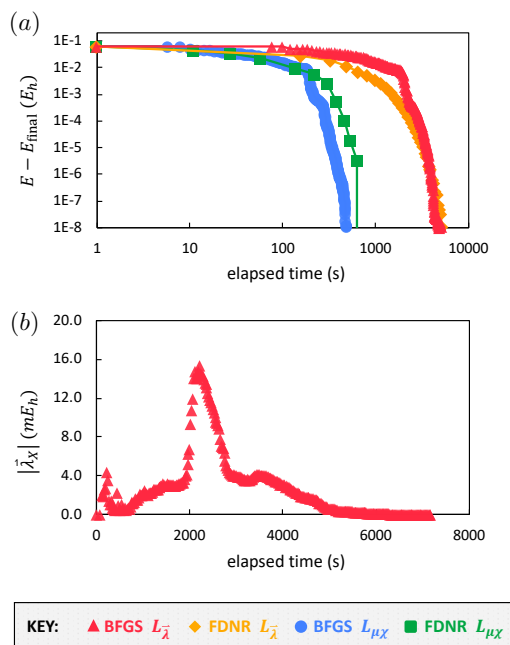 (a)
1E-1
1E-2
1E-3
1E-4
1E-5
1E-6
1E-7
1E-8
E − E_final (E_h)
1 10 100 1000 10000
elapsed time (s)
(b)
20.0
16.0
12.0
8.0
4.0
0.0
|λ⃗_X| (mE_h)
0 2000 4000 6000 8000
elapsed time (s)
KEY: BFGS L_λ⃗ FDNR L_λ⃗ BFGS L_μχ FDNR L_μχ